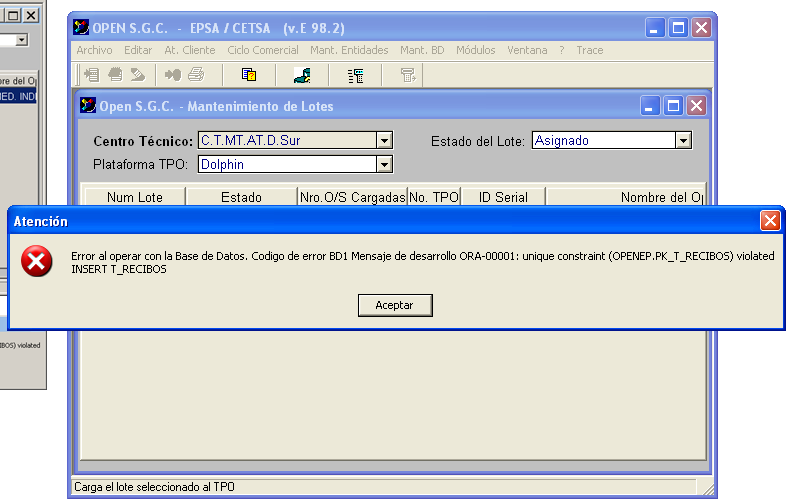 OPEN S.G.C. - EPSA / CETSA (v.E 98.2)
Archivo Editar At. Cliente Ciclo Comercial Mant. Entidades Mant. BD Módulos Ventana ? Trace
Open S.G.C. - Mantenimiento de Lotes
Centro Técnico: C.T.MT.AT.D.Sur Estado del Lote: Asignado
Plataforma TPO: Dolphin
Num Lote Estado Nro.O/S Cargadas No. TPO ID Serial Nombre del Op
bre del Op
MED. INDI
Atención
Error al operar con la Base de Datos. Codigo de error BD1 Mensaje de desarrollo ORA-00001: unique constraint (OPENEP.PK_T_RECIBOS) violated
INSERT T_RECIBOS
Aceptar
IBOS) violated
Carga el lote seleccionado al TPO